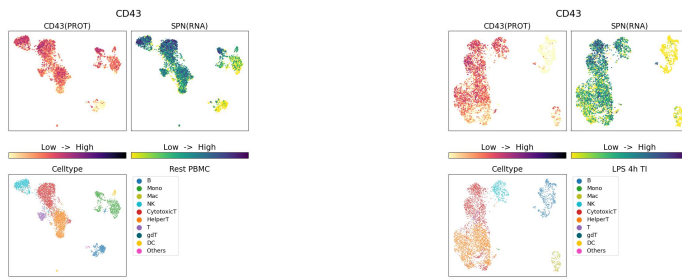 CD43
CD43(PROT)
SPN(RNA)
Low -> High
Low -> High
Celltype
Rest PBMC
B
Mono
Mac
NK
CytotoxicT
HelperT
T
gdT
DC
Others
CD43
CD43(PROT)
SPN(RNA)
Low -> High
Low -> High
Celltype
LPS 4h TI
B
Mono
Mac
NK
CytotoxicT
HelperT
T
gdT
DC
Others